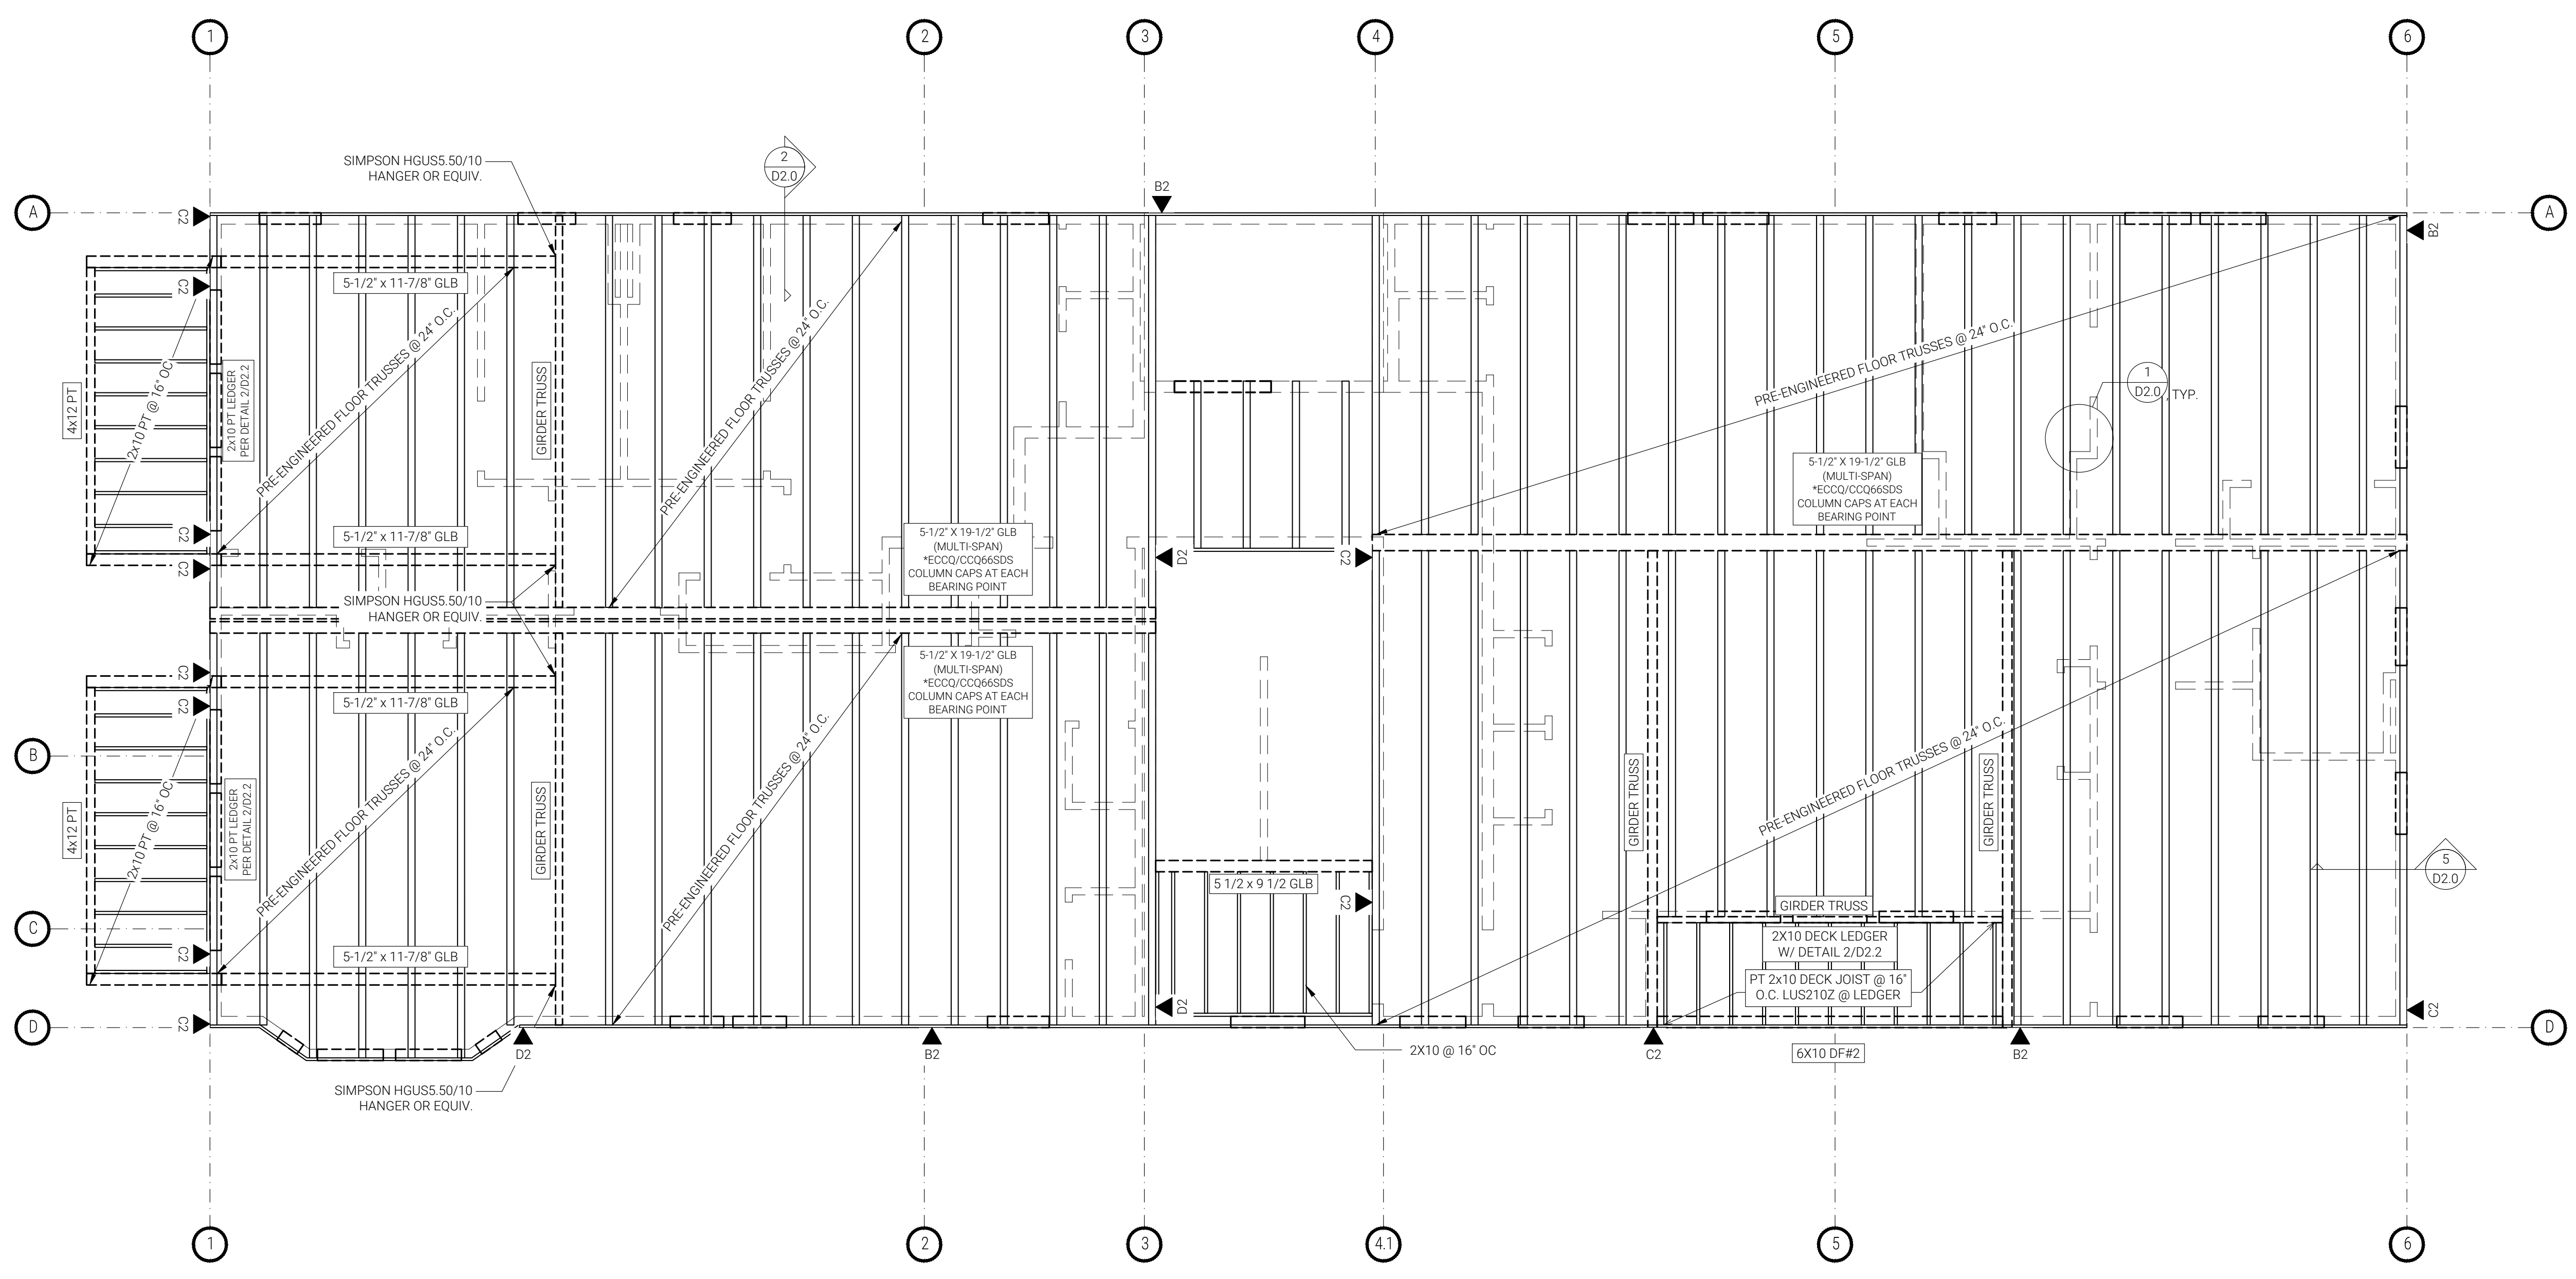 1
2
3
4
5
6
SIMPSON HGUS5.50/10
HANGER OR EQUIV.
2
D2.0
B2
A
A
C2
B2
C2
5-1/2" x 11-7/8" GLB
4x12 PT
2x10 PT @ 16" OC
2x10 PT LEDGER
PER DETAIL 2/D2.2
PRE-ENGINEERED FLOOR TRUSSES @ 24" O.C.
GIRDER TRUSS
PRE-ENGINEERED FLOOR TRUSSES @ 24" O.C.
PRE-ENGINEERED FLOOR TRUSSES @ 24" O.C.
1
D2.0
, TYP.
5-1/2" X 19-1/2" GLB
(MULTI-SPAN)
*ECCQ/CCQ66SDS
COLUMN CAPS AT EACH
BEARING POINT
C2
5-1/2" x 11-7/8" GLB
C2
5-1/2" X 19-1/2" GLB
(MULTI-SPAN)
*ECCQ/CCQ66SDS
COLUMN CAPS AT EACH
BEARING POINT
D2
C2
SIMPSON HGUS5.50/10
HANGER OR EQUIV.
C2
C2
5-1/2" x 11-7/8" GLB
5-1/2" X 19-1/2" GLB
(MULTI-SPAN)
*ECCQ/CCQ66SDS
COLUMN CAPS AT EACH
BEARING POINT
B
4x12 PT
2x10 PT @ 16" OC
2x10 PT LEDGER
PER DETAIL 2/D2.2
PRE-ENGINEERED FLOOR TRUSSES @ 24" O.C.
GIRDER TRUSS
PRE-ENGINEERED FLOOR TRUSSES @ 24" O.C.
GIRDER TRUSS
PRE-ENGINEERED FLOOR TRUSSES @ 24" O.C.
GIRDER TRUSS
5
D2.0
5 1/2 x 9 1/2 GLB
C2
GIRDER TRUSS
C
2X10 DECK LEDGER
W/ DETAIL 2/D2.2
C2
5-1/2" x 11-7/8" GLB
PT 2x10 DECK JOIST @ 16"
O.C. LUS210Z @ LEDGER
D2
C2
C2
D
D
D2
B2
2X10 @ 16" OC
C2
6X10 DF#2
B2
SIMPSON HGUS5.50/10
HANGER OR EQUIV.
1
2
3
4.1
5
6